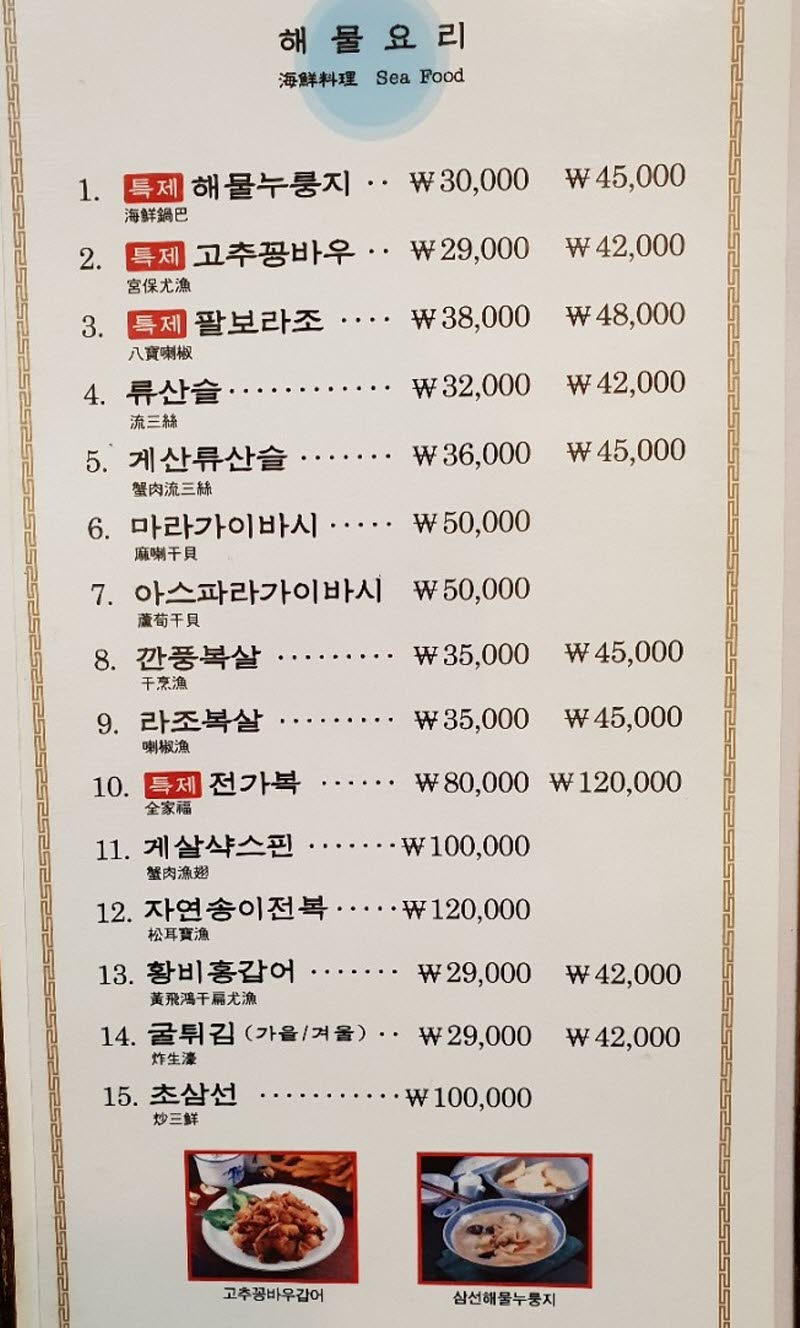 해물요리
海鮮料理 Sea Food
1. 특제 해물누룽지 ·· ₩30,000 ₩45,000
海鮮鍋巴
2. 특제 고추꽁바우 ·· ₩29,000 ₩42,000
宮保尤漁
3. 특제 팔보라조 ···· ₩38,000 ₩48,000
八寶喇椒
4. 류산슬············ ₩32,000 ₩42,000
流三絲
5. 게산류산슬 ······· ₩36,000 ₩45,000
蟹肉流三絲
6. 마라가이바시 ····· ₩50,000
麻喇干貝
7. 아스파라가이바시 ₩50,000
蘆荀干貝
8. 깐풍복살 ········· ₩35,000 ₩45,000
干烹漁
9. 라조복살 ········· ₩35,000 ₩45,000
喇椒漁
10. 특제 전가복 ······ ₩80,000 ₩120,000
全家福
11. 게살샥스핀 ·······₩100,000
蟹肉漁翅
12. 자연송이전복·····₩120,000
松耳寶漁
13. 황비홍갑어 ······· ₩29,000 ₩42,000
黃飛鴻干扁尤漁
14. 굴튀김 (가을/겨울) ·· ₩29,000 ₩42,000
炸生濠
15. 초삼선 ···········₩100,000
炒三鮮
고추꽁바우갑어 삼선해물누룽지